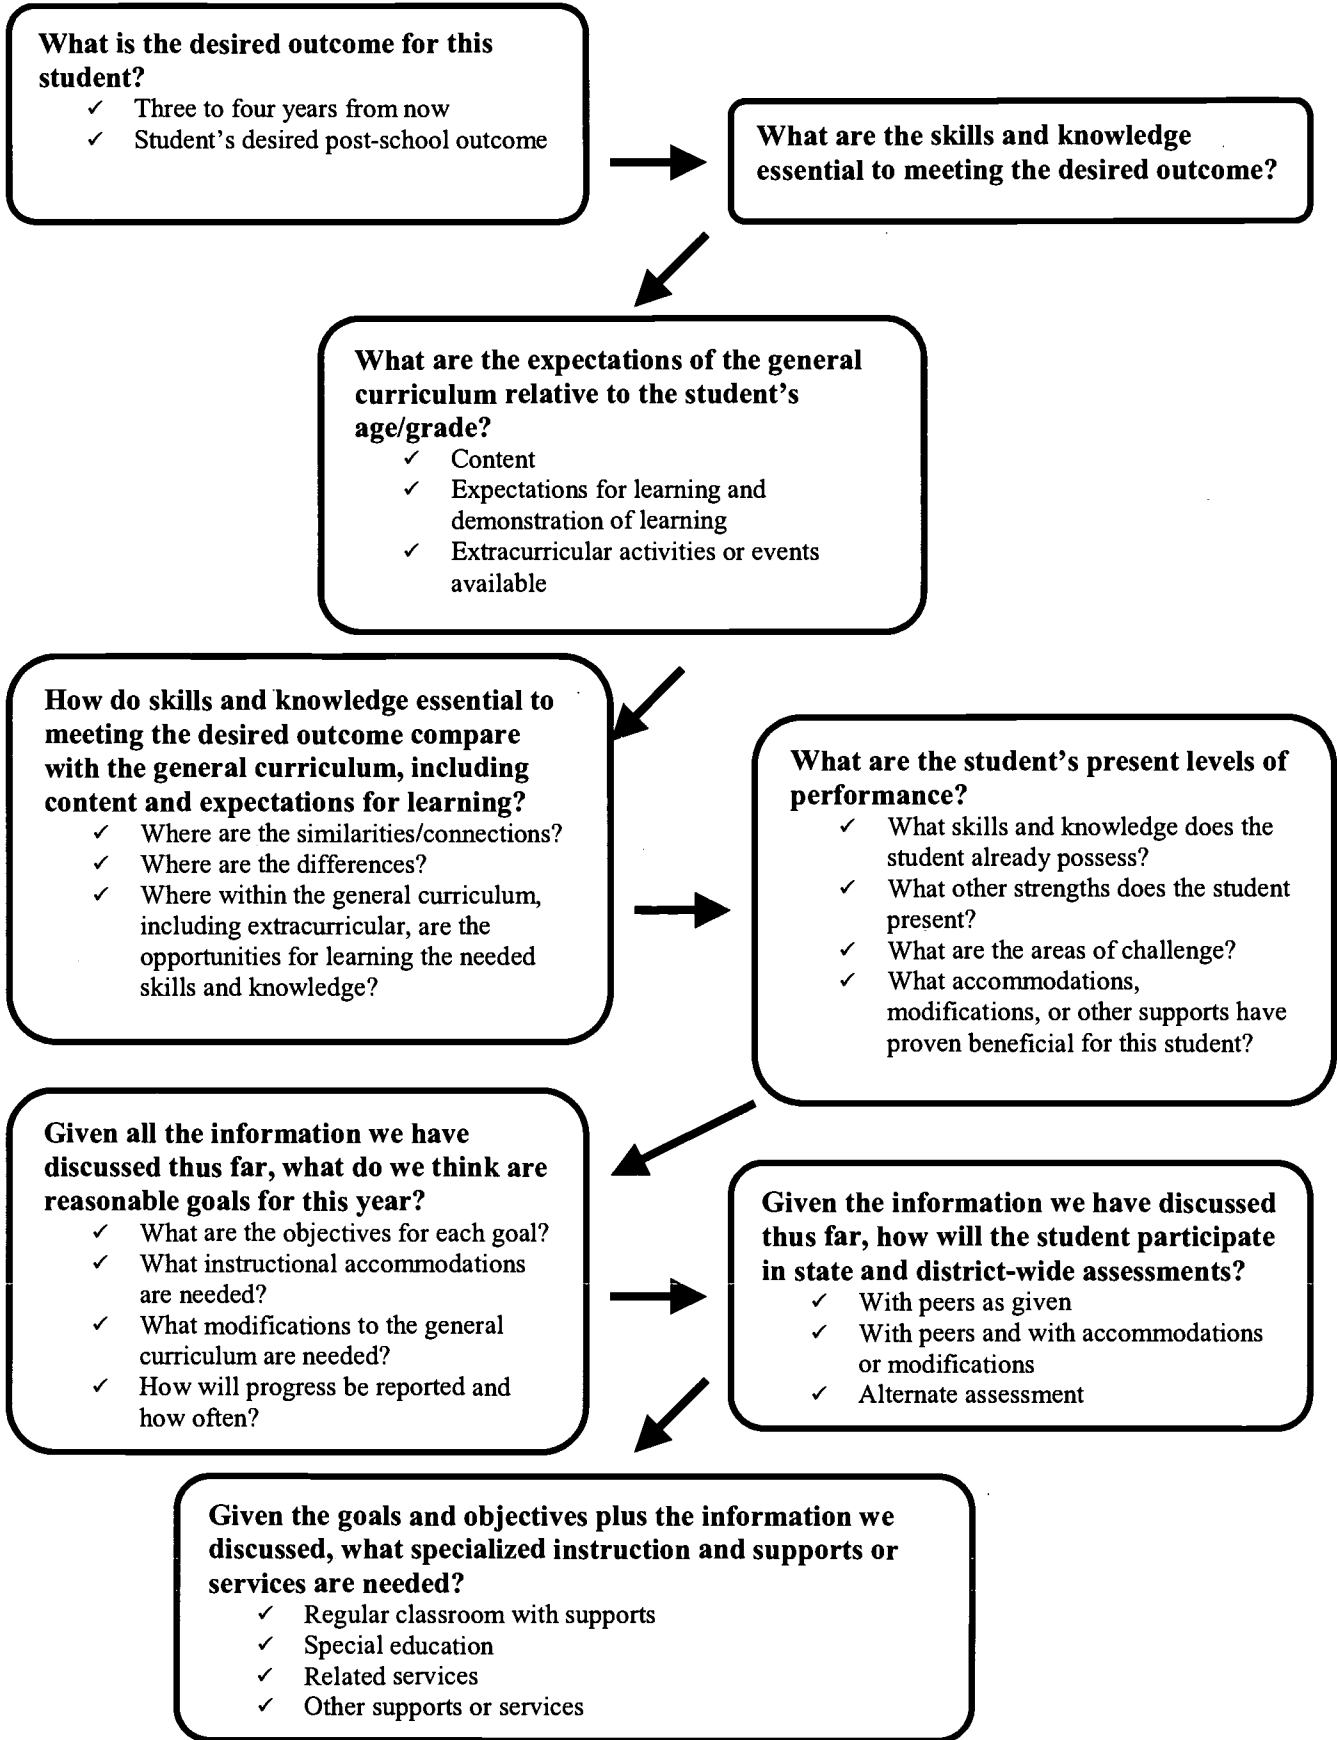 What is the desired outcome for this
student?
✓ Three to four years from now
✓ Student's desired post-school outcome
What are the skills and knowledge
essential to meeting the desired outcome?
What are the expectations of the general
curriculum relative to the student's
age/grade?
✓ Content
✓ Expectations for learning and
demonstration of learning
✓ Extracurricular activities or events
available
How do skills and knowledge essential to
meeting the desired outcome compare
with the general curriculum, including
content and expectations for learning?
✓ Where are the similarities/connections?
✓ Where are the differences?
✓ Where within the general curriculum,
including extracurricular, are the
opportunities for learning the needed
skills and knowledge?
What are the student's present levels of
performance?
✓ What skills and knowledge does the
student already possess?
✓ What other strengths does the student
present?
✓ What are the areas of challenge?
✓ What accommodations,
modifications, or other supports have
proven beneficial for this student?
Given all the information we have
discussed thus far, what do we think are
reasonable goals for this year?
✓ What are the objectives for each goal?
✓ What instructional accommodations
are needed?
✓ What modifications to the general
curriculum are needed?
✓ How will progress be reported and
how often?
Given the information we have discussed
thus far, how will the student participate
in state and district-wide assessments?
✓ With peers as given
✓ With peers and with accommodations
or modifications
✓ Alternate assessment
Given the goals and objectives plus the information we
discussed, what specialized instruction and supports or
services are needed?
✓ Regular classroom with supports
✓ Special education
✓ Related services
✓ Other supports or services